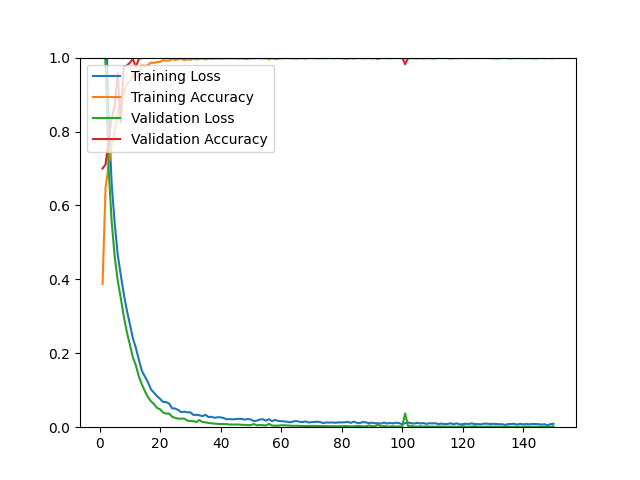 1.0
0.8
0.6
0.4
0.2
0.0
Training Loss
Training Accuracy
Validation Loss
Validation Accuracy
0 20 40 60 80 100 120 140